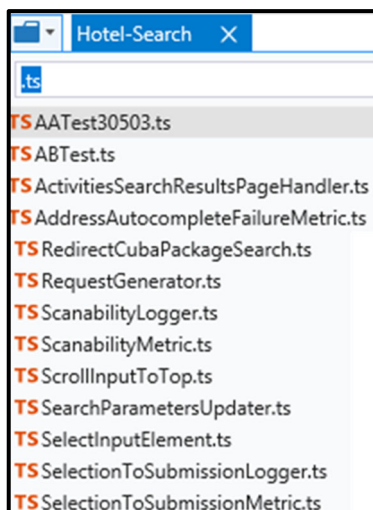 Hotel-Search
.ts
TS AATest30503.ts
TS ABTest.ts
TS ActivitiesSearchResultsPageHandler.ts
TS AddressAutocompleteFailureMetric.ts
TS RedirectCubaPackageSearch.ts
TS RequestGenerator.ts
TS ScanabilityLogger.ts
TS ScanabilityMetric.ts
TS ScrollInputToTop.ts
TS SearchParametersUpdater.ts
TS SelectInputElement.ts
TS SelectionToSubmissionLogger.ts
TS SelectionToSubmissionMetric.ts